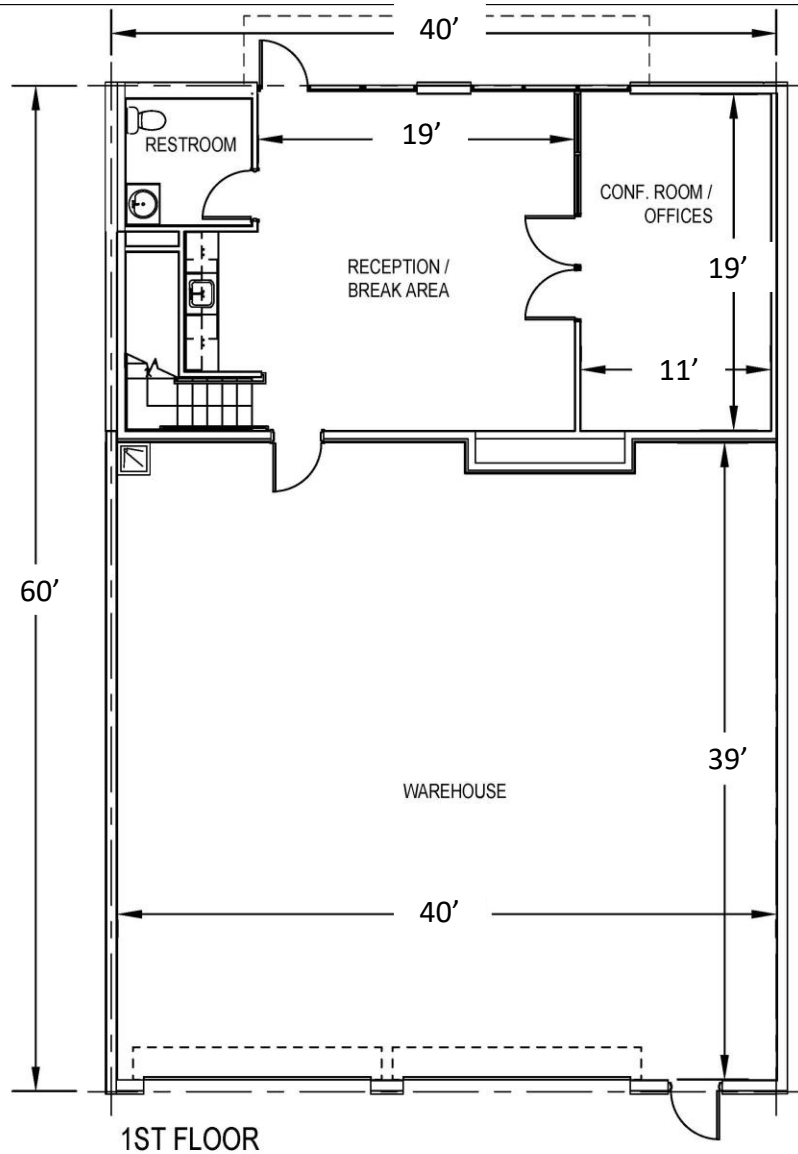 40’
RESTROOM
19’
CONF. ROOM /
OFFICES
RECEPTION /
BREAK AREA
19’
11’
60’
39’
WAREHOUSE
40’
1ST FLOOR